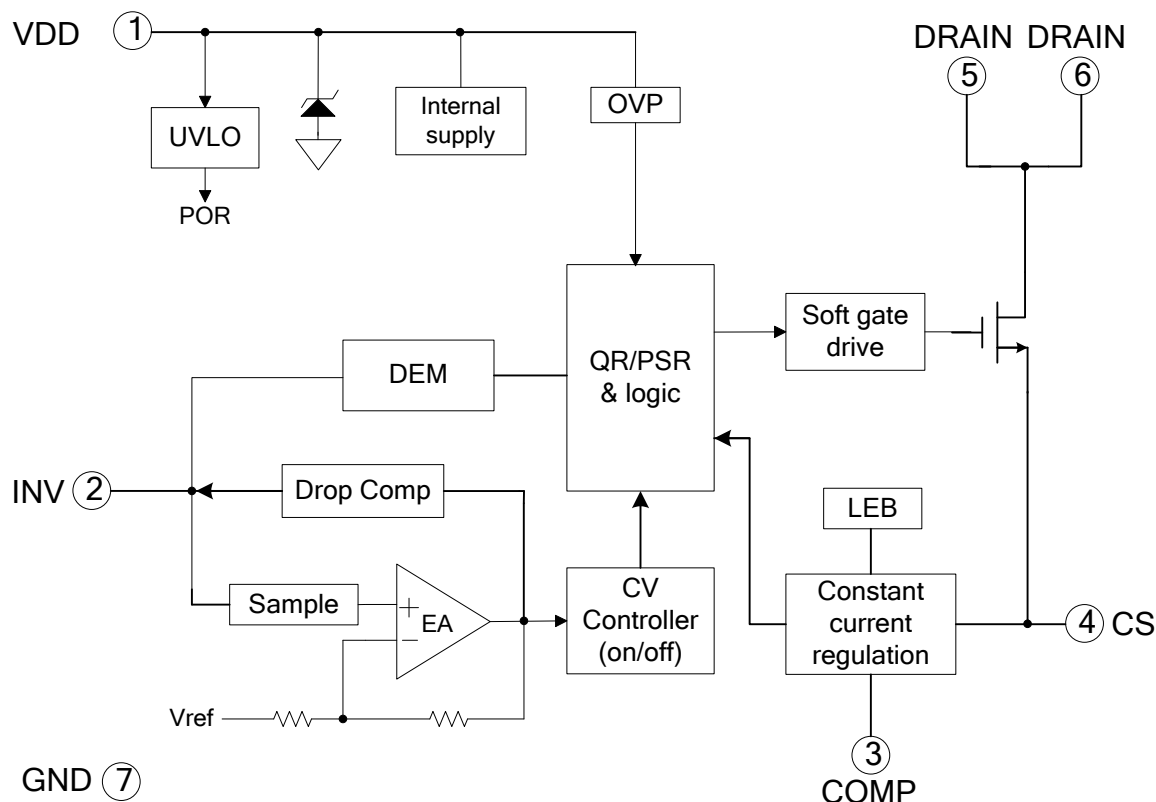 VDD 1
DRAIN DRAIN
5 6
UVLO
Internal
supply
OVP
POR
DEM
QR/PSR
& logic
Soft gate
drive
INV 2
Drop Comp
LEB
Sample
+
EA
−
CV
Controller
(on/off)
Constant
current
regulation
4 CS
Vref
GND 7
3
COMP